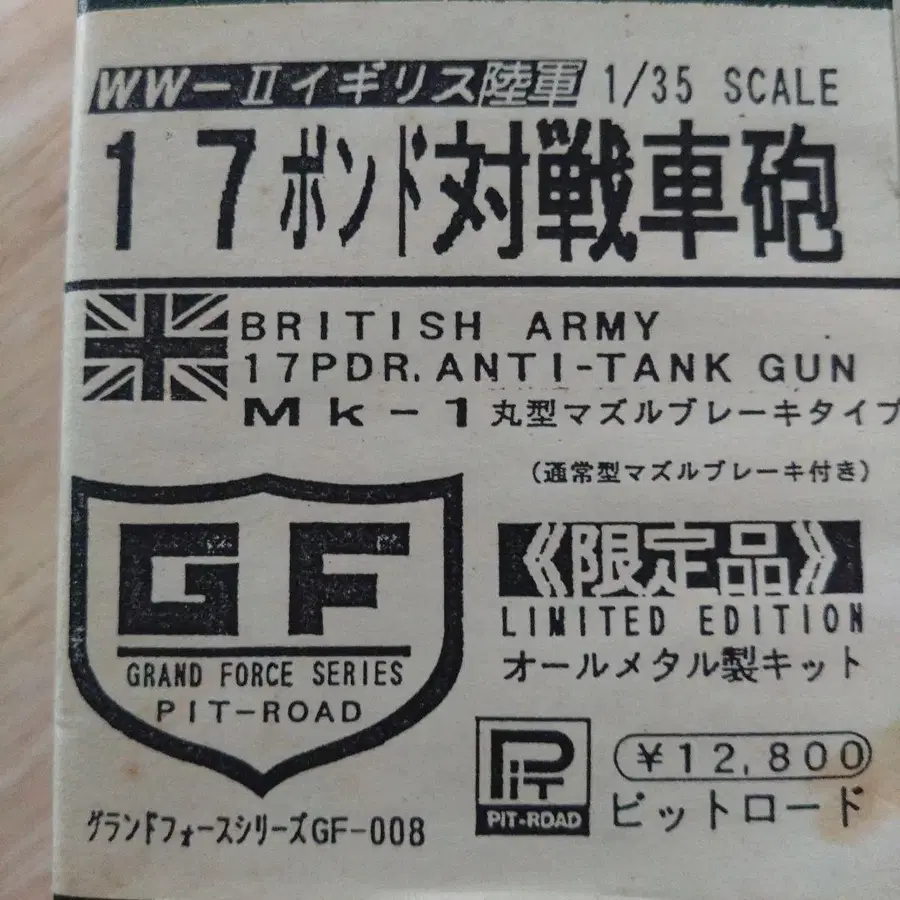 WW-Ⅱイギリス陸軍 1/35 SCALE
17ポンド対戦車砲
BRITISH ARMY
17PDR. ANTI-TANK GUN
Mk-1 丸型マズルブレーキタイプ
(通常型マズルブレーキ付き)
GF
GRAND FORCE SERIES
PIT-ROAD
グランドフォースシリーズGF-008
《限定品》
LIMITED EDITION
オールメタル製キット
PiT
PIT-ROAD
¥12,800
ピットロード